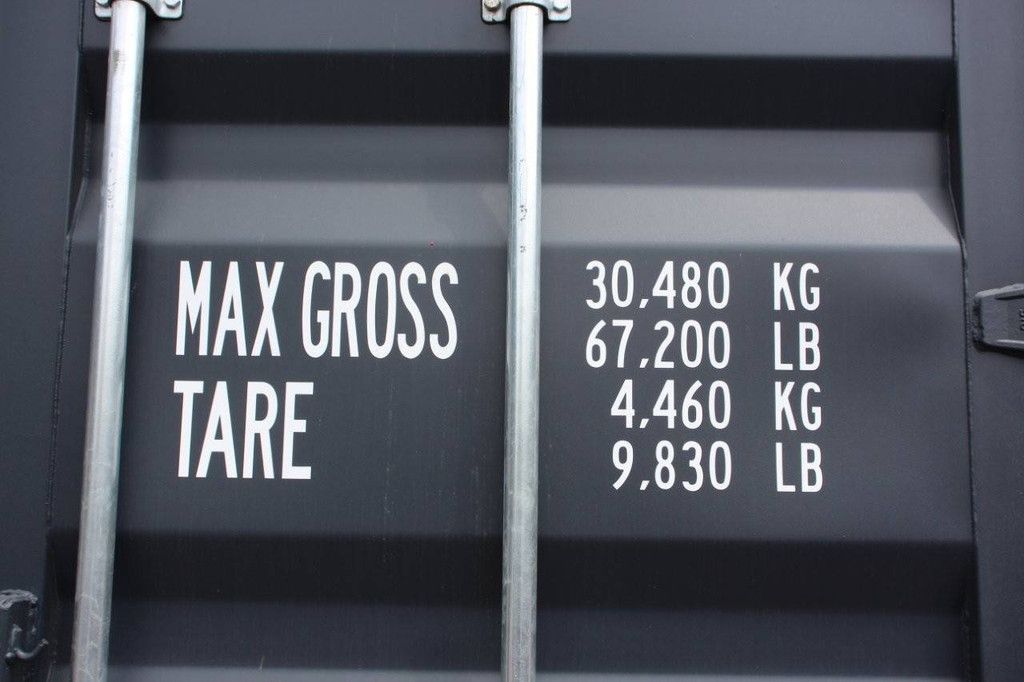 MAX GROSS 30,480 KG
67,200 LB
TARE 4,460 KG
9,830 LB